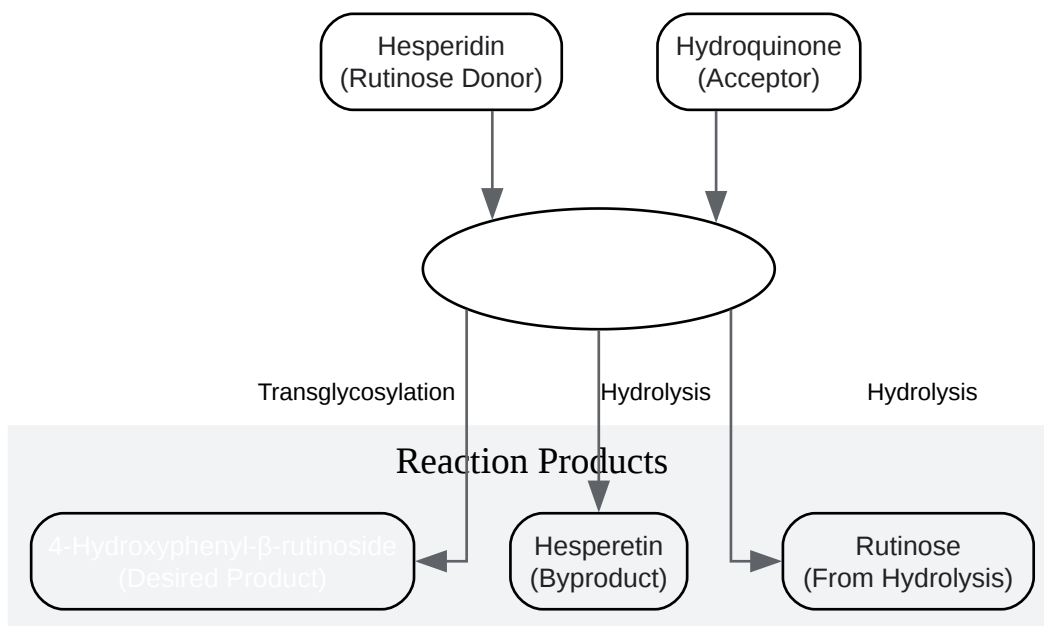 Hesperidin
(Rutinose Donor)
Hydroquinone
(Acceptor)
Transglycosylation
Hydrolysis
Hydrolysis
Reaction Products
4-Hydroxyphenyl-β-rutinoside
(Desired Product)
Hesperetin
(Byproduct)
Rutinose
(From Hydrolysis)